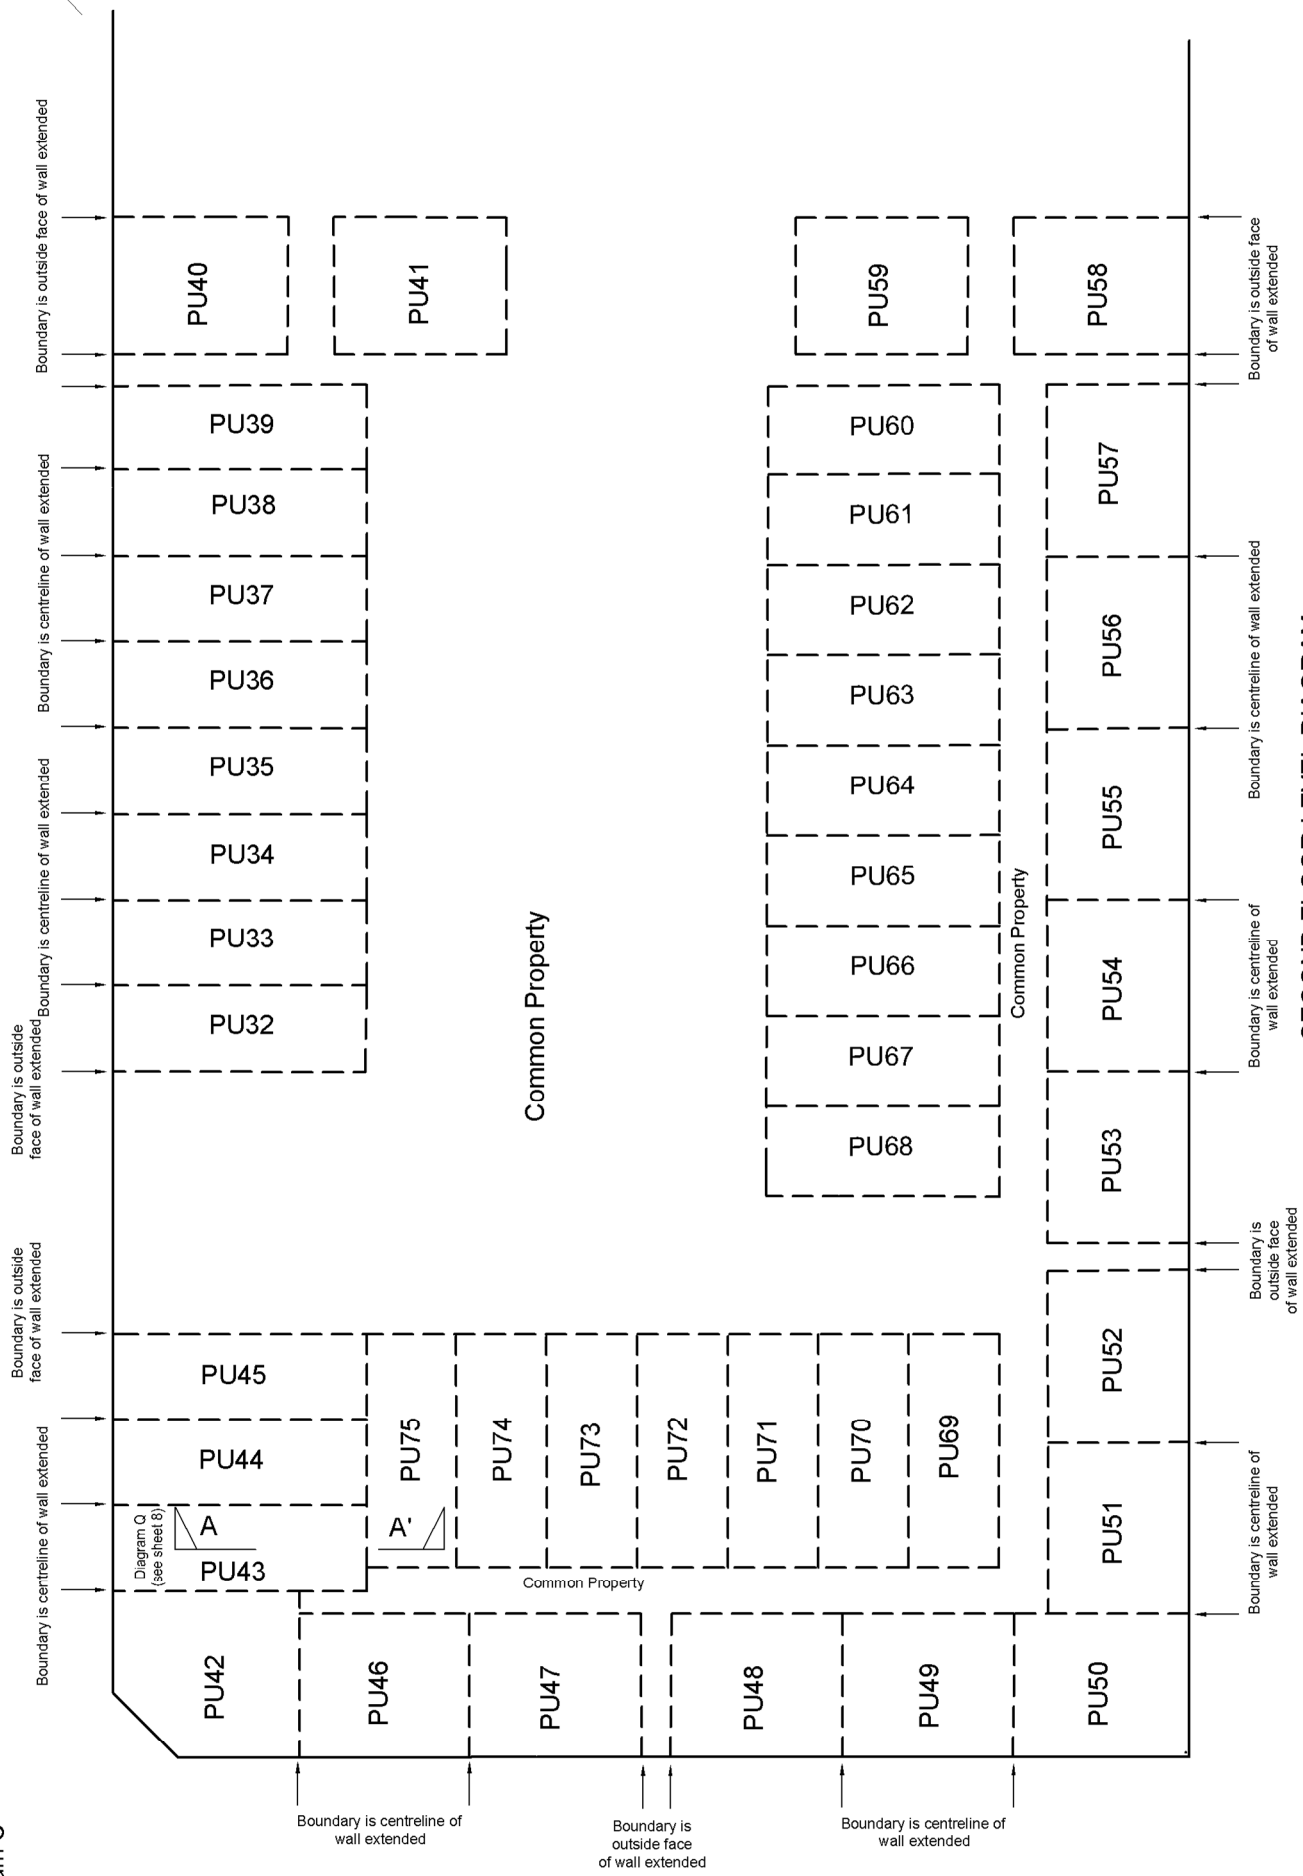 Boundary is outside face of wall extended
PU40
PU41
PU59
PU58
Boundary is outside face
of wall extended
PU39
PU38
PU37
PU36
PU35
PU34
PU33
PU32
Boundary is centreline of wall extended
Boundary is centreline of wall extended
Boundary is outside
face of wall extended
Common Property
PU60
PU61
PU62
PU63
PU64
PU65
PU66
PU67
PU68
Common Property
PU57
PU56
PU55
PU54
PU53
Boundary is centreline of wall extended
Boundary is centreline of
wall extended
Boundary is
outside face
of wall extended
Boundary is outside
face of wall extended
PU45
PU44
Diagram Q
(see sheet 8)
A
PU43
A'
PU75
PU74
PU73
PU72
PU71
PU70
PU69
Common Property
PU52
PU51
Boundary is centreline of
wall extended
Boundary is centreline of wall extended
PU42
PU46
PU47
PU48
PU49
PU50
Boundary is centreline of
wall extended
Boundary is
outside face
of wall extended
Boundary is centreline of
wall extended